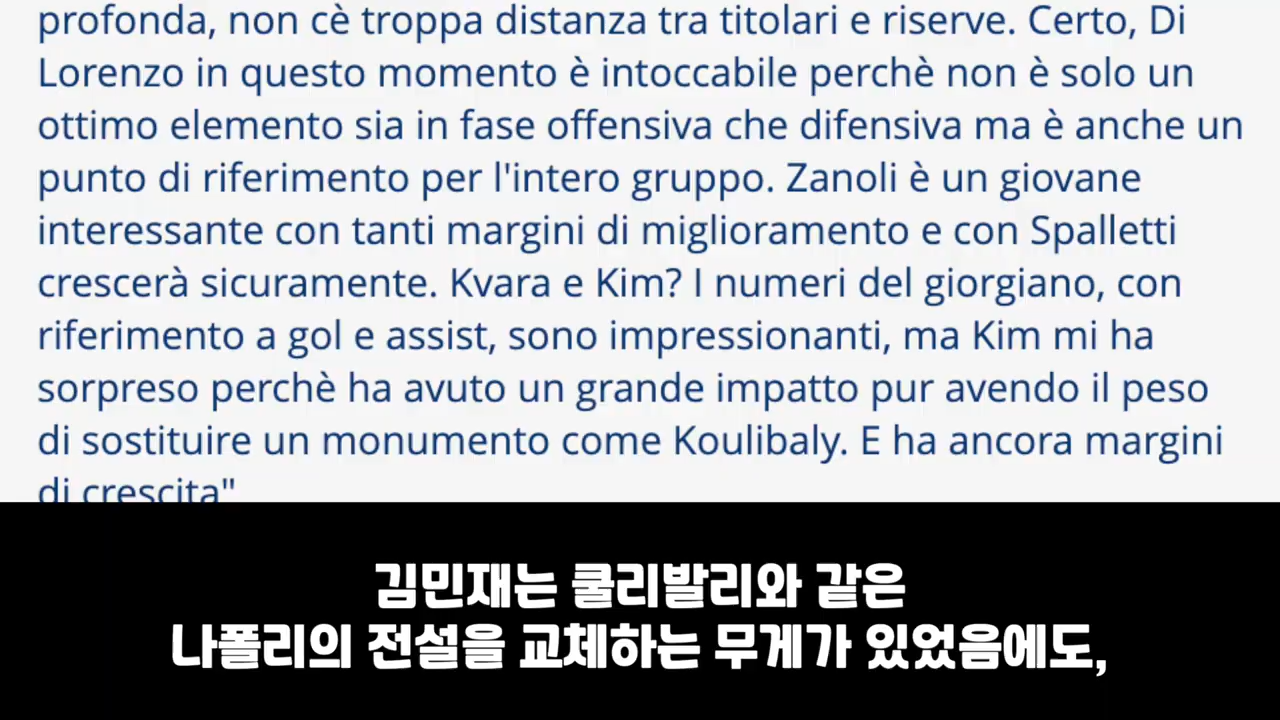 profonda, non cè troppa distanza tra titolari e riserve. Certo, Di
Lorenzo in questo momento è intoccabile perchè non è solo un
ottimo elemento sia in fase offensiva che difensiva ma è anche un
punto di riferimento per l'intero gruppo. Zanoli è un giovane
interessante con tanti margini di miglioramento e con Spalletti
crescerà sicuramente. Kvara e Kim? I numeri del giorgiano, con
riferimento a gol e assist, sono impressionanti, ma Kim mi ha
sorpreso perchè ha avuto un grande impatto pur avendo il peso
di sostituire un monumento come Koulibaly. E ha ancora margini
di crescita"
김민재는 쿨리발리와 같은
나폴리의 전설을 교체하는 무게가 있었음에도,